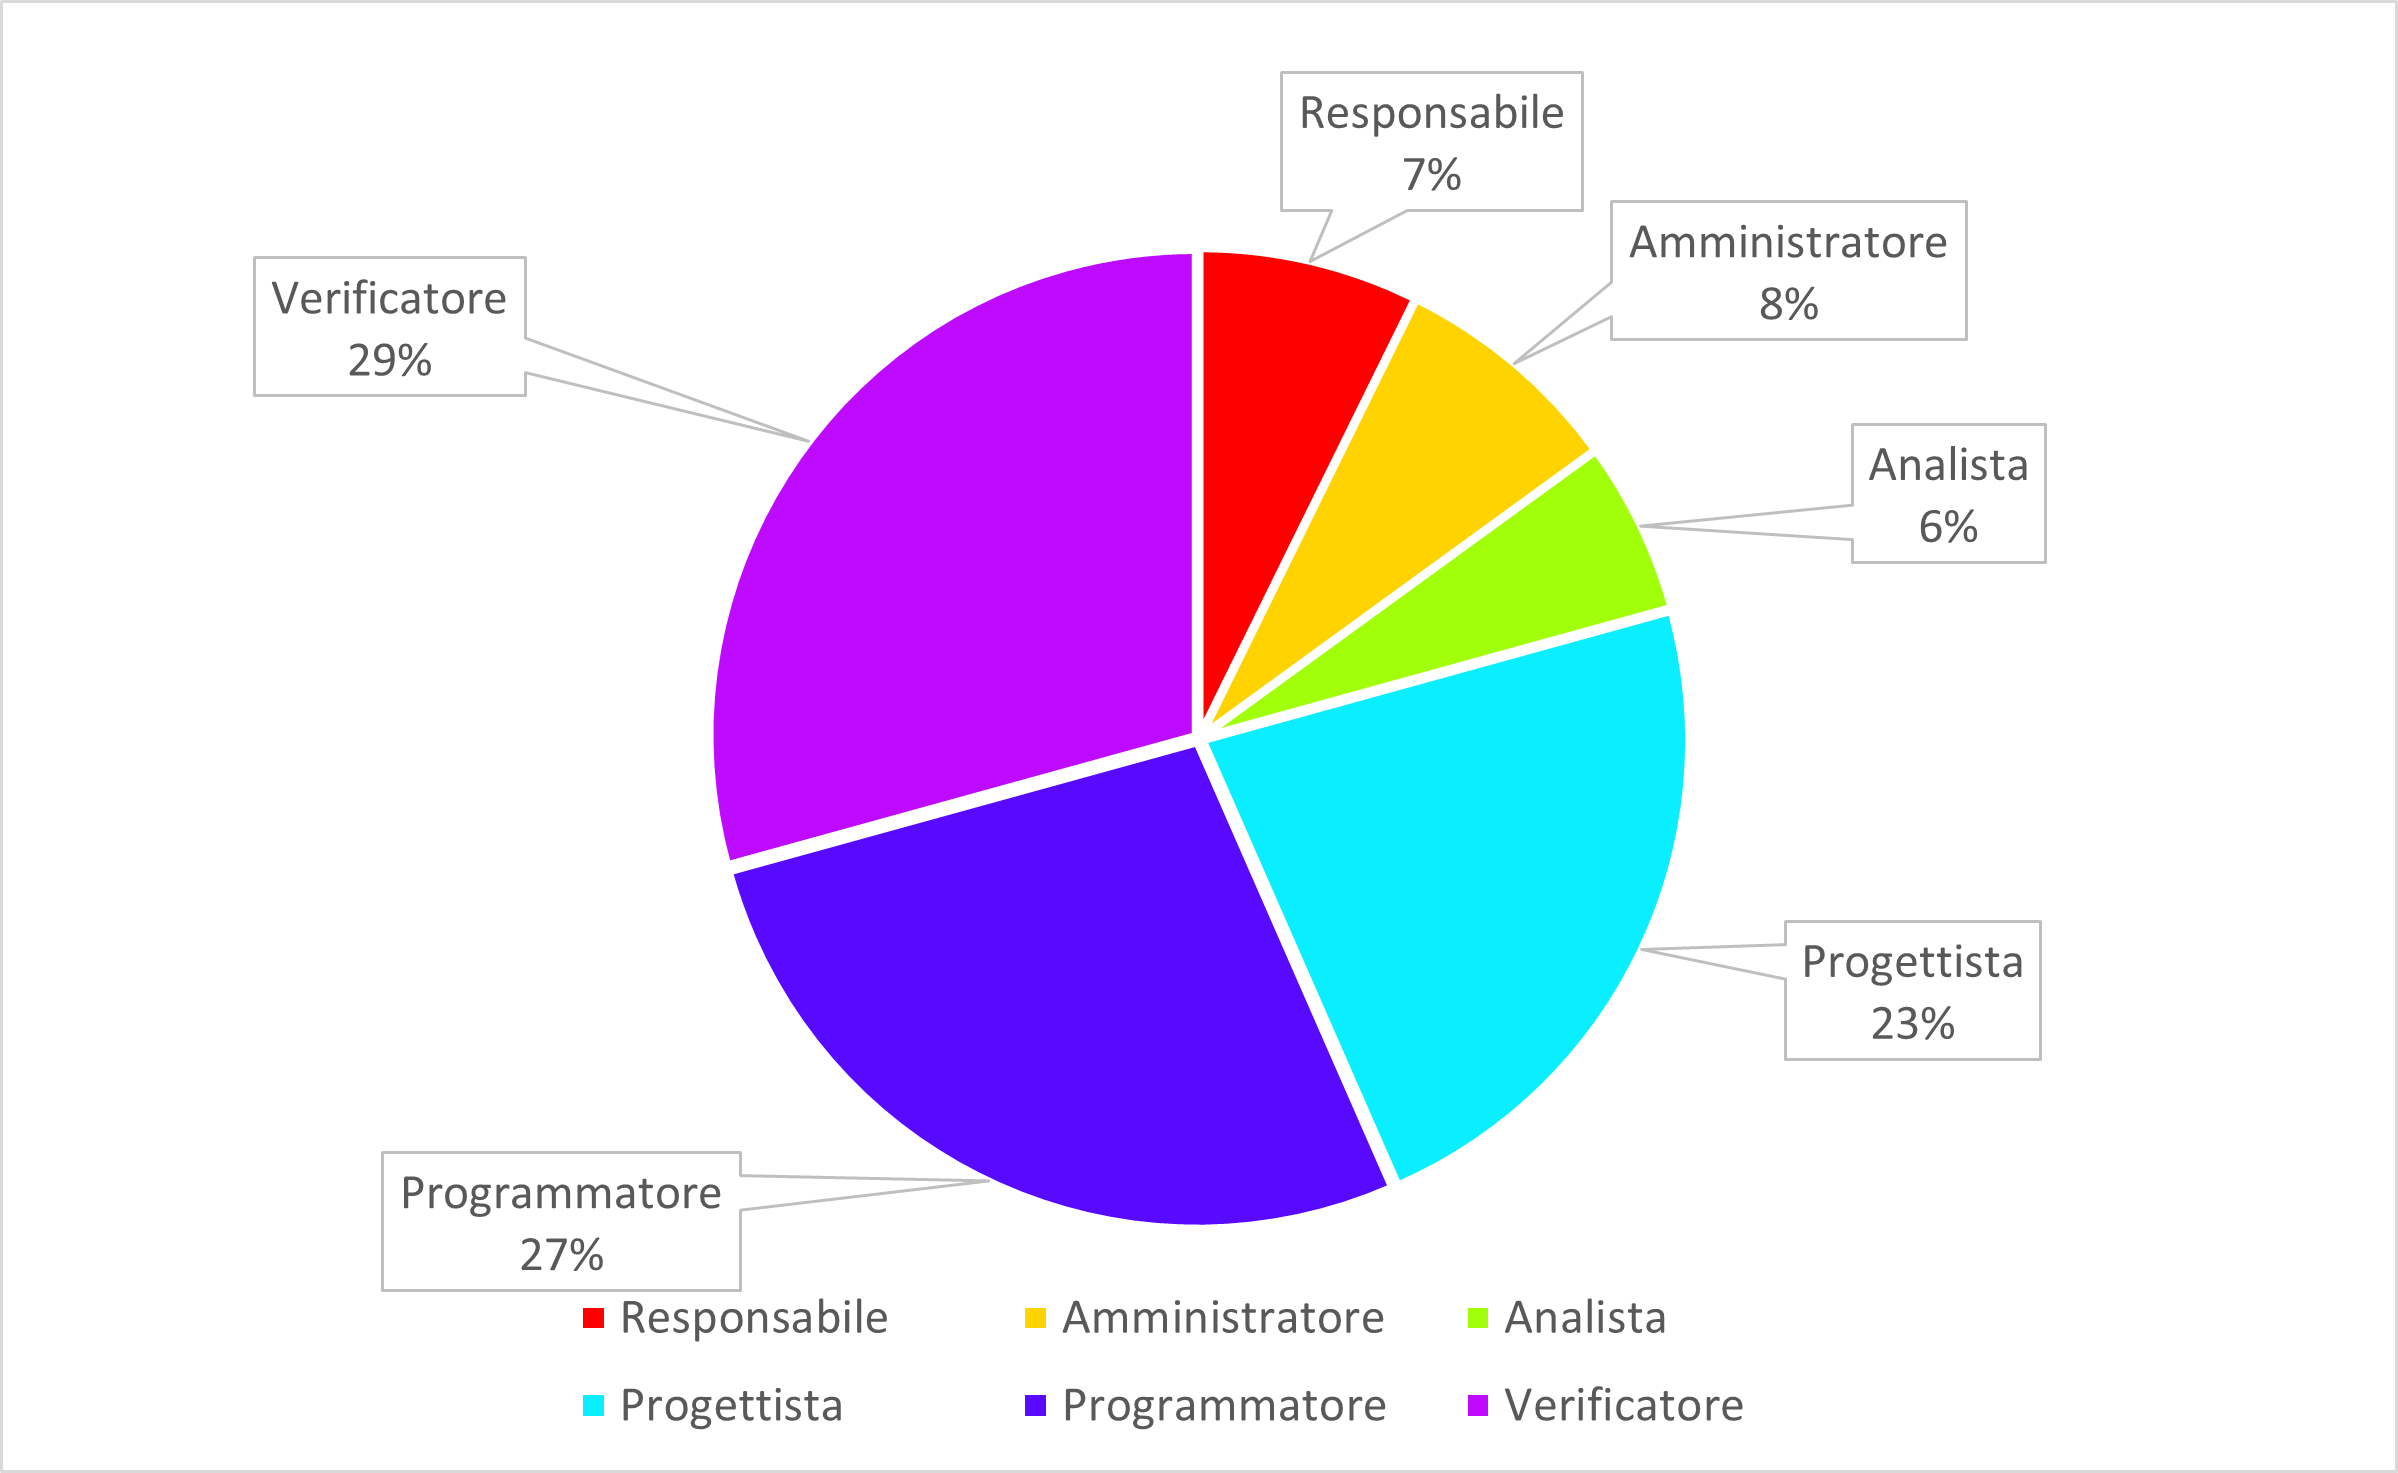 Responsabile
7%
Amministratore
8%
Verificatore
29%
Analista
6%
Progettista
23%
Programmatore
27%
Responsabile
Amministratore
Analista
Progettista
Programmatore
Verificatore